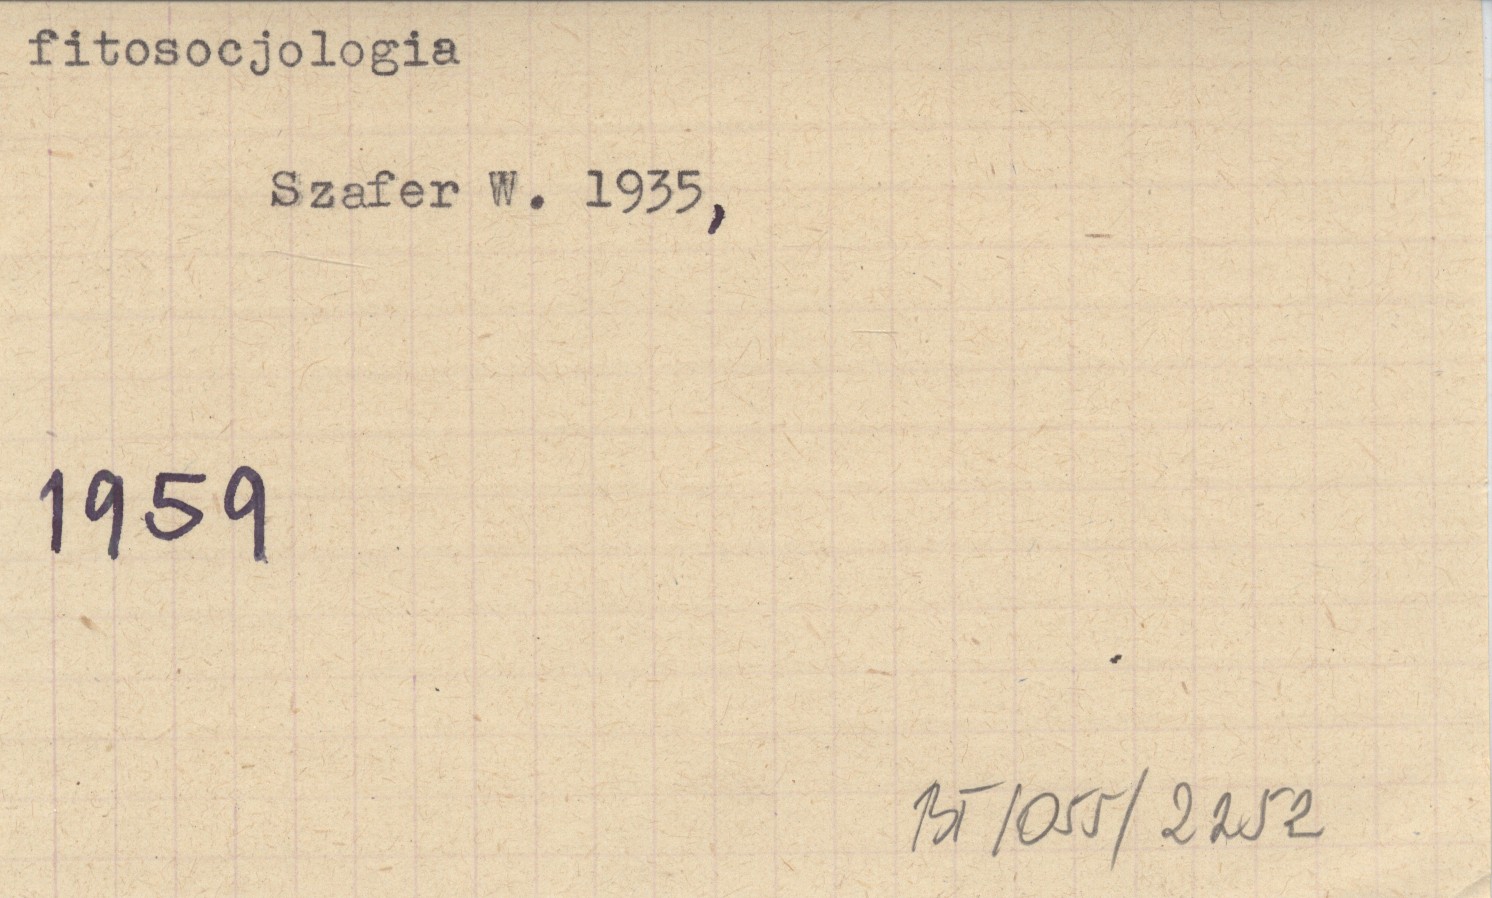 fitosocjologia
Szafer W. 1935,
1959
BT/055/2252